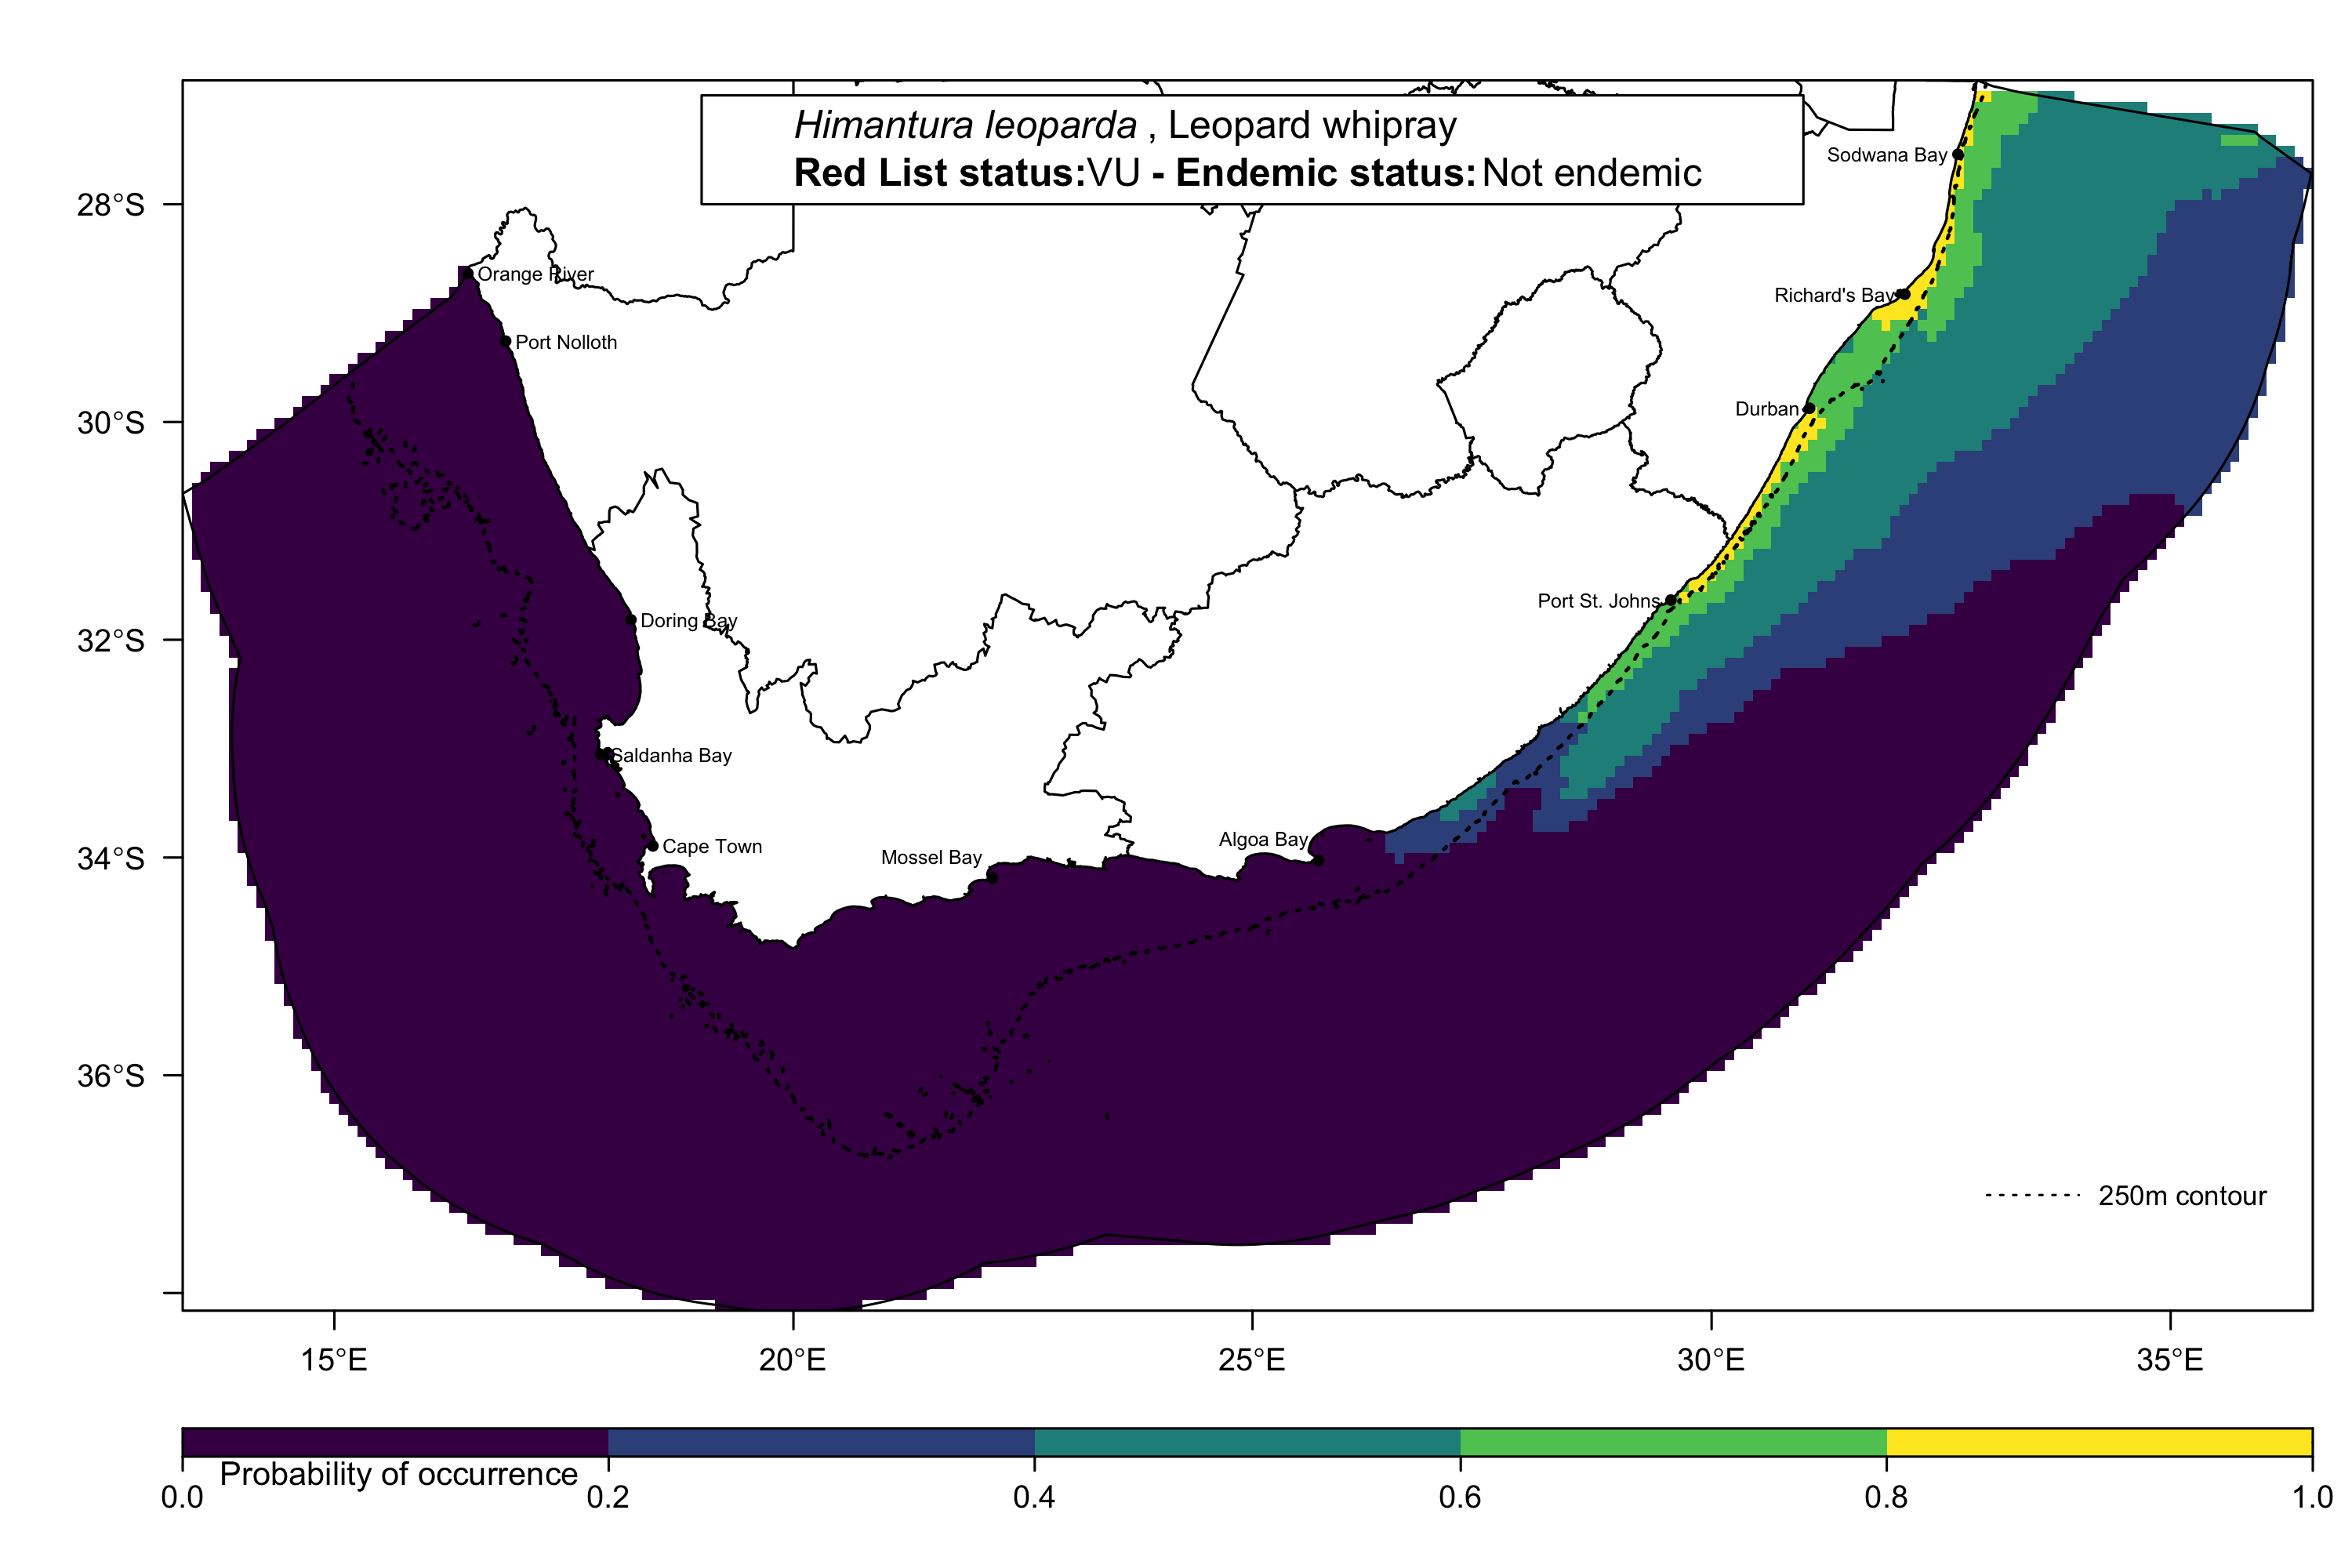 Himantura leoparda , Leopard whipray
Red List status:VU - Endemic status: Not endemic
Sodwana Bay
28°S
Orange River
Richard's Bay
Port Nolloth
Durban
30°S
Port St. Johns
Doring Bay
32°S
Saldanha Bay
Algoa Bay
Cape Town
Mossel Bay
34°S
36°S
250m contour
15°E 20°E 25°E 30°E 35°E
Probability of occurrence
0.0 0.2 0.4 0.6 0.8 1.0